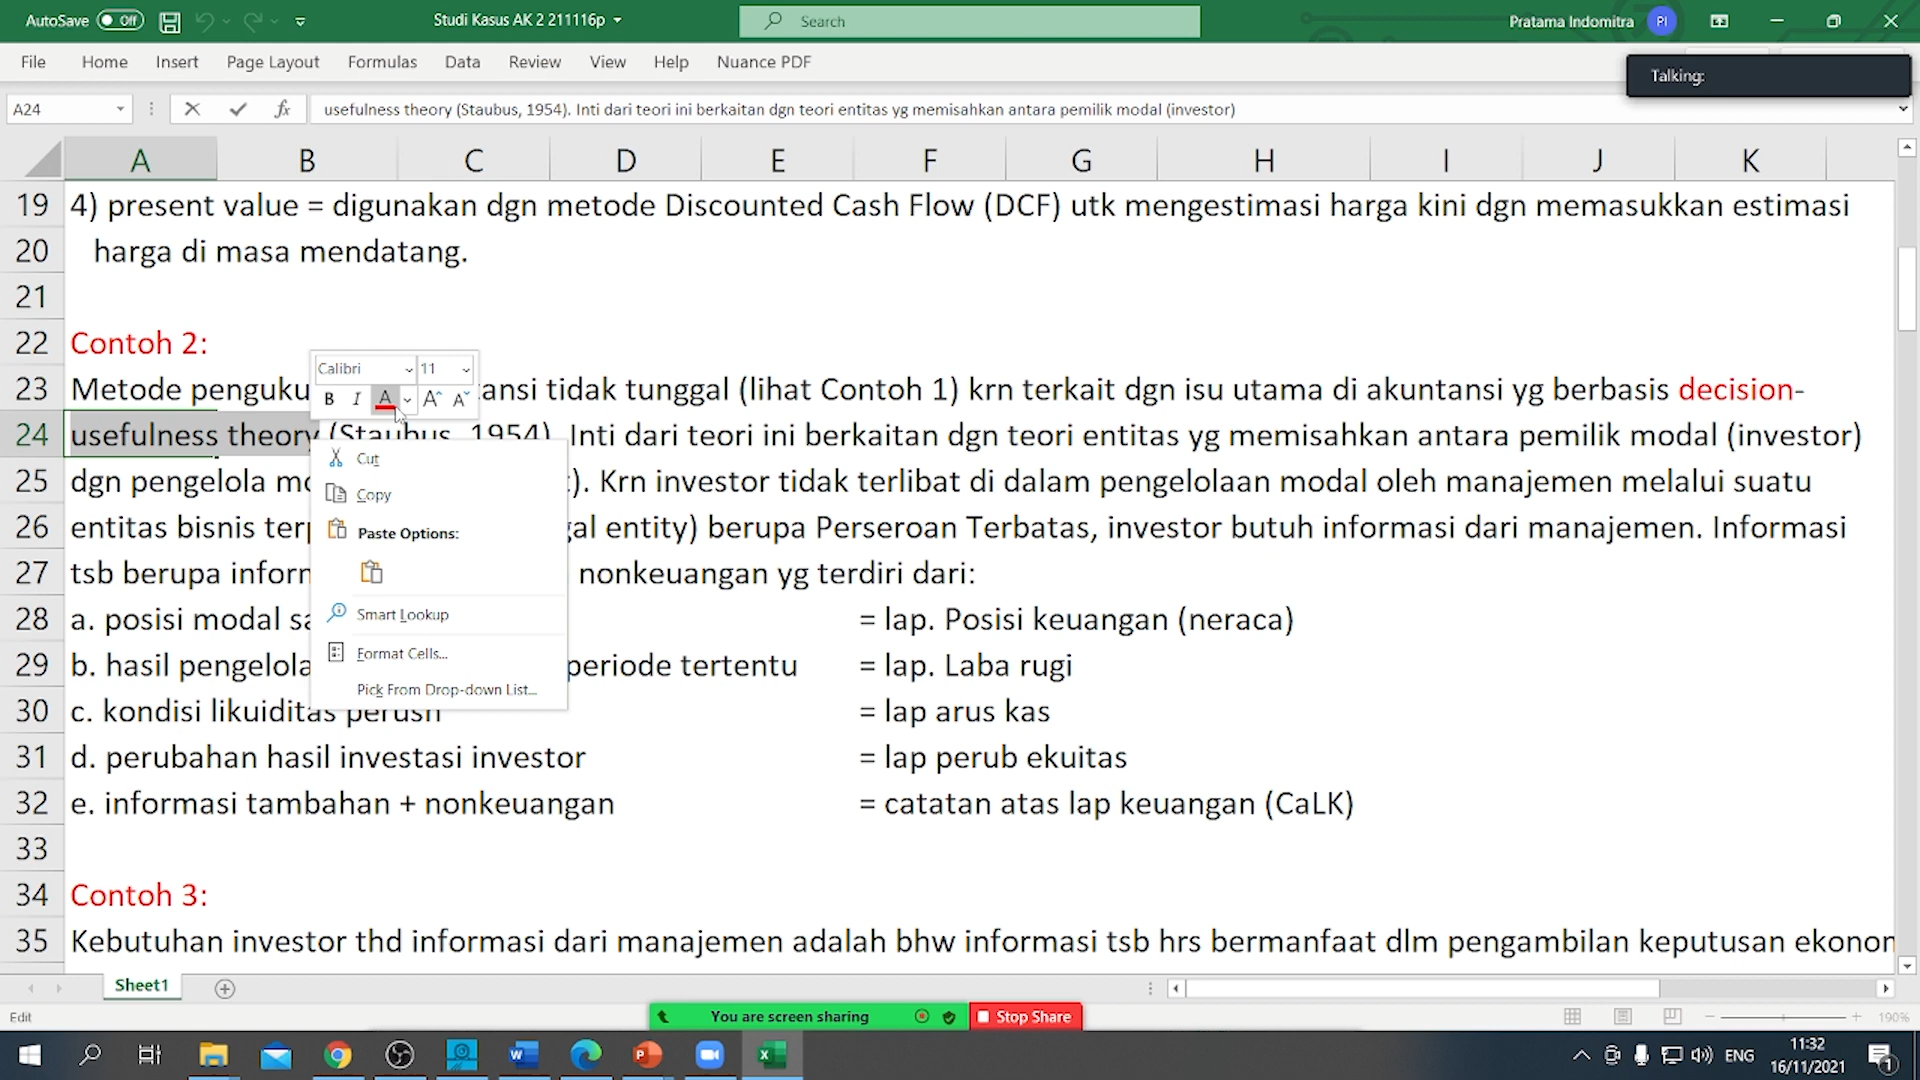 AutoSave Off
Studi Kasus AK 2 211116p
Search
Pratama Indomitra PI
File Home Insert Page Layout Formulas Data Review View Help Nuance PDF
Talking:
A24
fx
usefulness theory (Staubus, 1954). Inti dari teori ini berkaitan dgn teori entitas yg memisahkan antara pemilik modal (investor)
A B C D E F G H I J K
19 4) present value = digunakan dgn metode Discounted Cash Flow (DCF) utk mengestimasi harga kini dgn memasukkan estimasi
20 harga di masa mendatang.
21
22 Contoh 2:
Calibri 11
B I A A A
23 Metode penguku ansi tidak tunggal (lihat Contoh 1) krn terkait dgn isu utama di akuntansi yg berbasis decision-
24 usefulness theory (Staubus, 1954). Inti dari teori ini berkaitan dgn teori entitas yg memisahkan antara pemilik modal (investor)
25 dgn pengelola mo ). Krn investor tidak terlibat di dalam pengelolaan modal oleh manajemen melalui suatu
26 entitas bisnis terp gal entity) berupa Perseroan Terbatas, investor butuh informasi dari manajemen. Informasi
27 tsb berupa inforn nonkeuangan yg terdiri dari:
28 a. posisi modal sa = lap. Posisi keuangan (neraca)
29 b. hasil pengelola periode tertentu = lap. Laba rugi
30 c. kondisi likuiditas perush = lap arus kas
31 d. perubahan hasil investasi investor = lap perub ekuitas
32 e. informasi tambahan + nonkeuangan = catatan atas lap keuangan (CaLK)
33
34 Contoh 3:
35 Kebutuhan investor thd informasi dari manajemen adalah bhw informasi tsb hrs bermanfaat dlm pengambilan keputusan ekonon
Cut
Copy
Paste Options:
Smart Lookup
Format Cells...
Pick From Drop-down List...
Sheet1
Edit
You are screen sharing
Stop Share
190%
ENG
11:32
16/11/2021
1